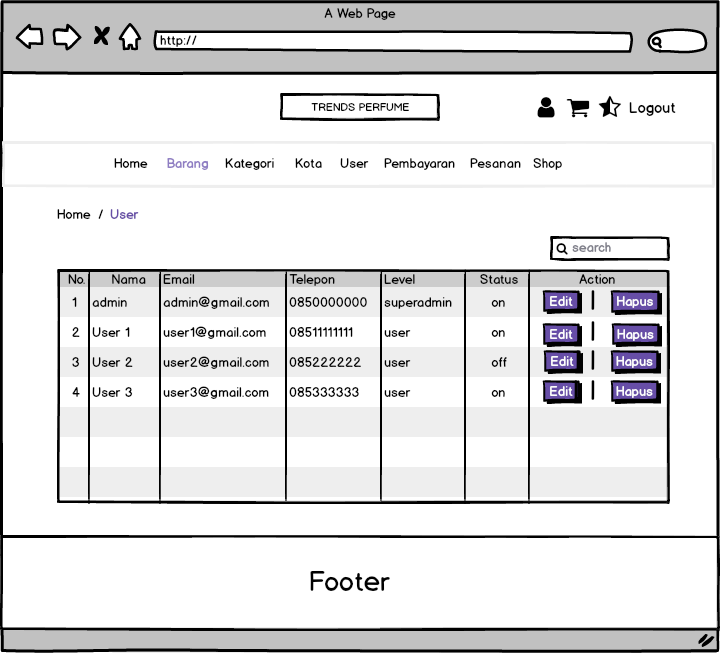 A Web Page
http://
TRENDS PERFUME
Logout
Home Barang Kategori Kota User Pembayaran Pesanan Shop
Home / User
search
No. Nama Email Telepon Level Status Action
1 admin admin@gmail.com 0850000000 superadmin on Edit | Hapus
2 User 1 user1@gmail.com 08511111111 user on Edit | Hapus
3 User 2 user2@gmail.com 085222222 user off Edit | Hapus
4 User 3 user3@gmail.com 085333333 user on Edit | Hapus
Footer